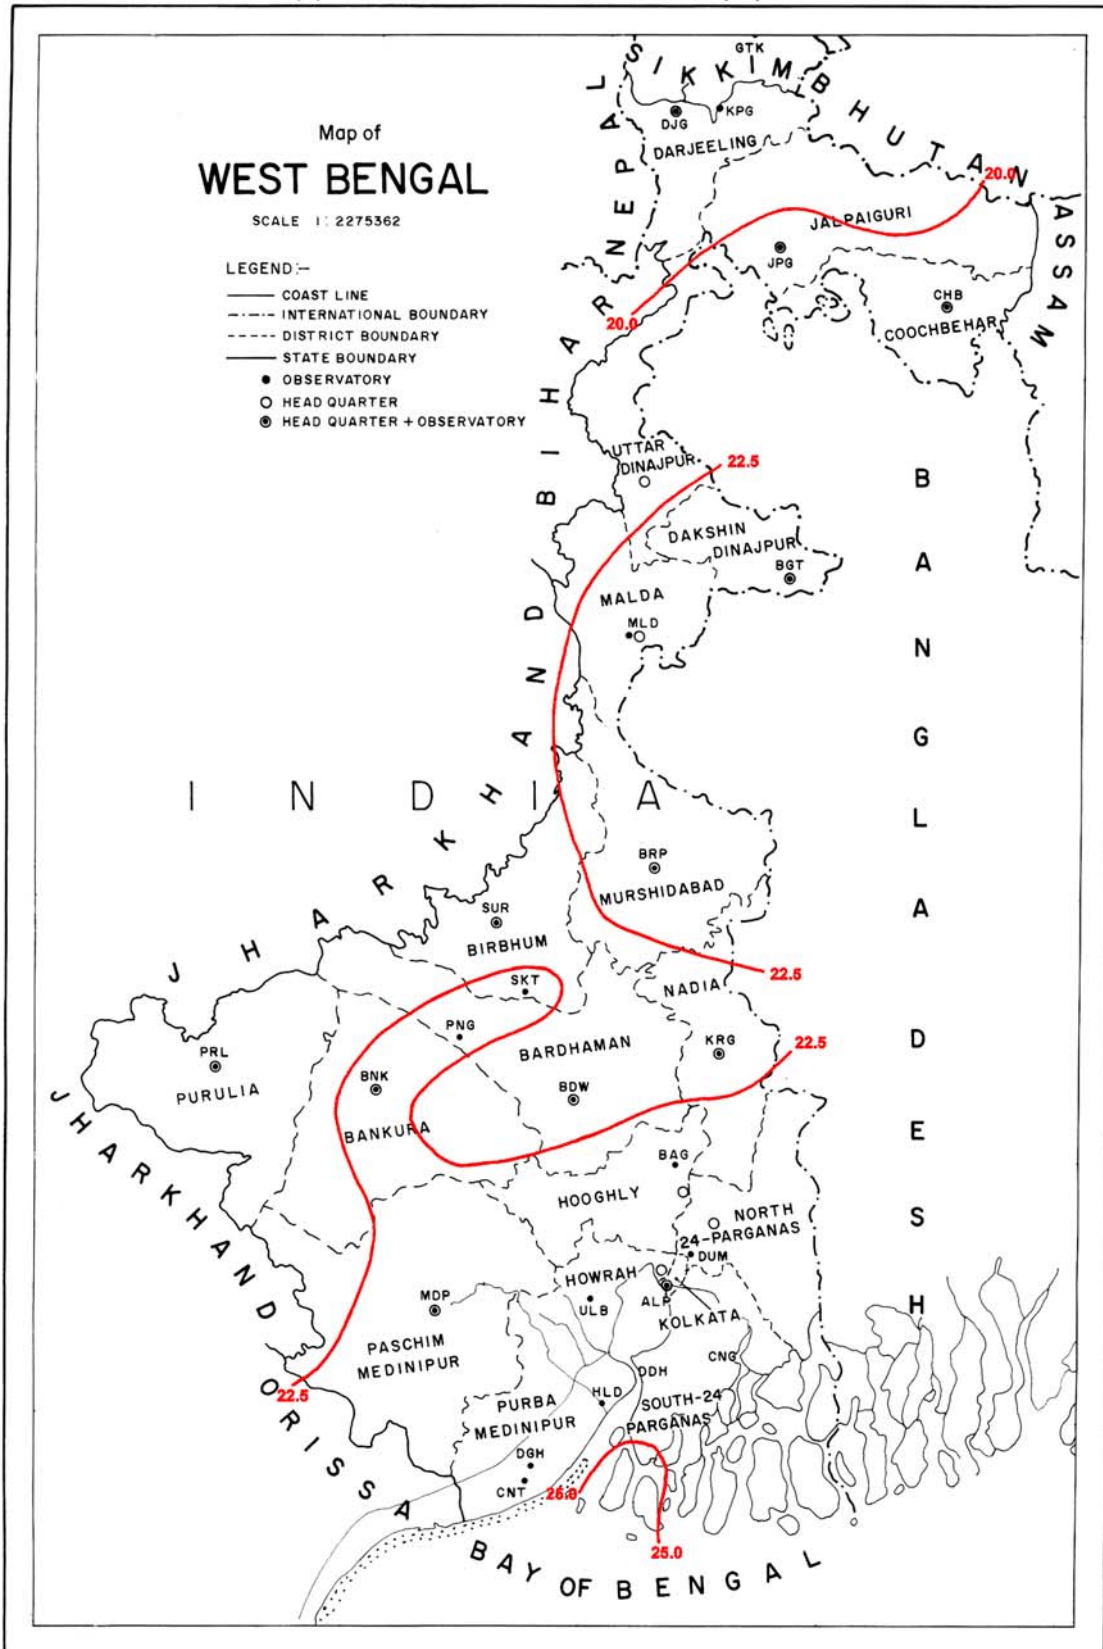 Map of
WEST BENGAL
SCALE 1: 2275362
LEGEND:-
COAST LINE
INTERNATIONAL BOUNDARY
DISTRICT BOUNDARY
STATE BOUNDARY
OBSERVATORY
HEAD QUARTER
HEAD QUARTER + OBSERVATORY
GTK
SIKKIM
BHUTAN
NEPAL
DJG
KPG
DARJEELING
20.0
JALPAIGURI
ASSAM
JPG
CHB
COOCHBEHAR
20.0
BIHAR
UTTAR
DINAJPUR
22.5
BANGLADESH
DAKSHIN
DINAJPUR
BGT
MALDA
MLD
JHARKHAND
INDIA
BRP
MURSHIDABAD
SUR
BIRBHUM
22.5
SKT
NADIA
PNG
BARDHAMAN
KRG
22.5
PRL
PURULIA
BNK
BDW
BANKURA
JHARKHAND
BAG
HOOGHLY
NORTH
24-PARGANAS
DUM
HOWRAH
MDP
ULB
ALP
KOLKATA
PASCHIM
MEDINIPUR
CNG
DDH
22.5
ORISSA
HLD
PURBA
MEDINIPUR
SOUTH-24
PARGANAS
DGH
CNT
25.0
25.0
BAY OF BENGAL